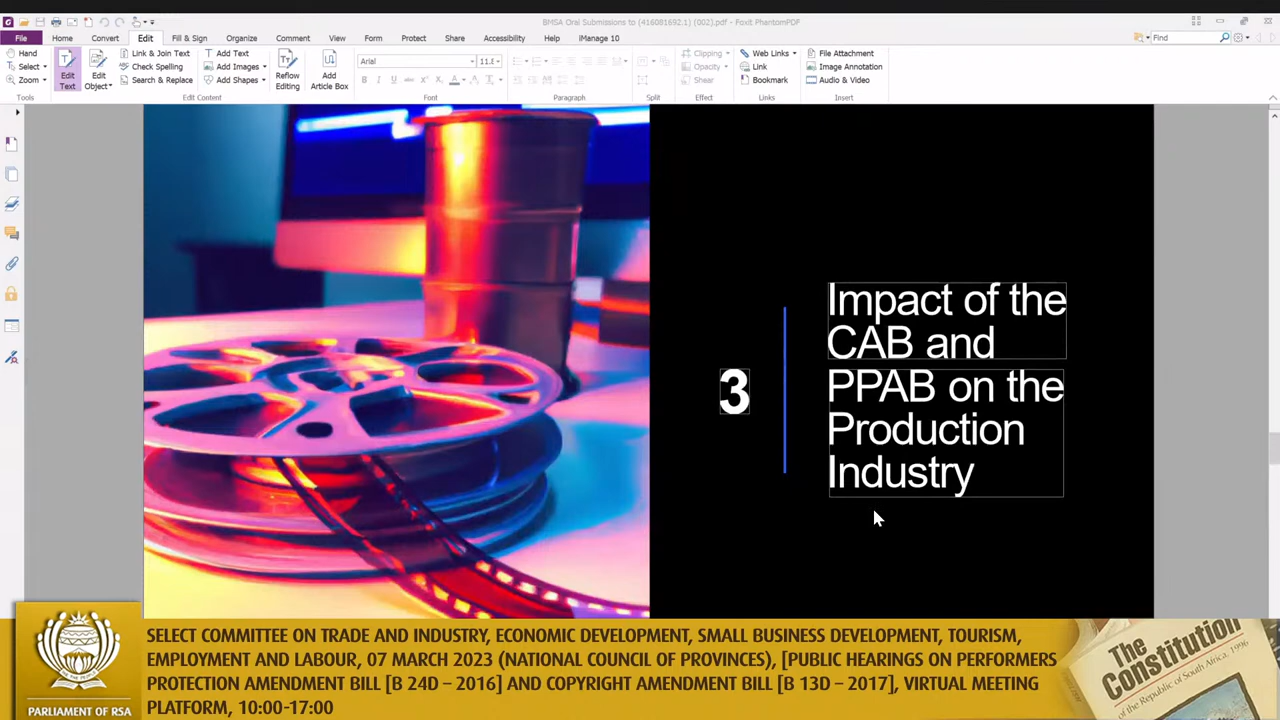 BMSA Oral Submissions to (416081692.1) (002).pdf - Foxit PhantomPDF
File
Home
Convert
Edit
Fill & Sign
Organize
Comment
View
Form
Protect
Share
Accessibility
Help
iManage 10
Find
Hand
Select
Zoom
Tools
Edit
Text
Edit
Object
Link & Join Text
Check Spelling
Search & Replace
Add Text
Add Images
Add Shapes
Edit Content
Reflow
Editing
Add
Article Box
Arial
Font
Paragraph
Split
Clipping
Opacity
Shear
Effect
Web Links
Link
Bookmark
Links
File Attachment
Image Annotation
Audio & Video
Insert
3
Impact of the
CAB and
PPAB on the
Production
Industry
SELECT COMMITTEE ON TRADE AND INDUSTRY, ECONOMIC DEVELOPMENT, SMALL BUSINESS DEVELOPMENT, TOURISM,
EMPLOYMENT AND LABOUR, 07 MARCH 2023 (NATIONAL COUNCIL OF PROVINCES), [PUBLIC HEARINGS ON PERFORMERS
PROTECTION AMENDMENT BILL [B 24D – 2016] AND COPYRIGHT AMENDMENT BILL [B 13D – 2017], VIRTUAL MEETING
PLATFORM, 10:00-17:00
PARLIAMENT OF RSA
The
Constitution
of the Republic of South Africa, 1996